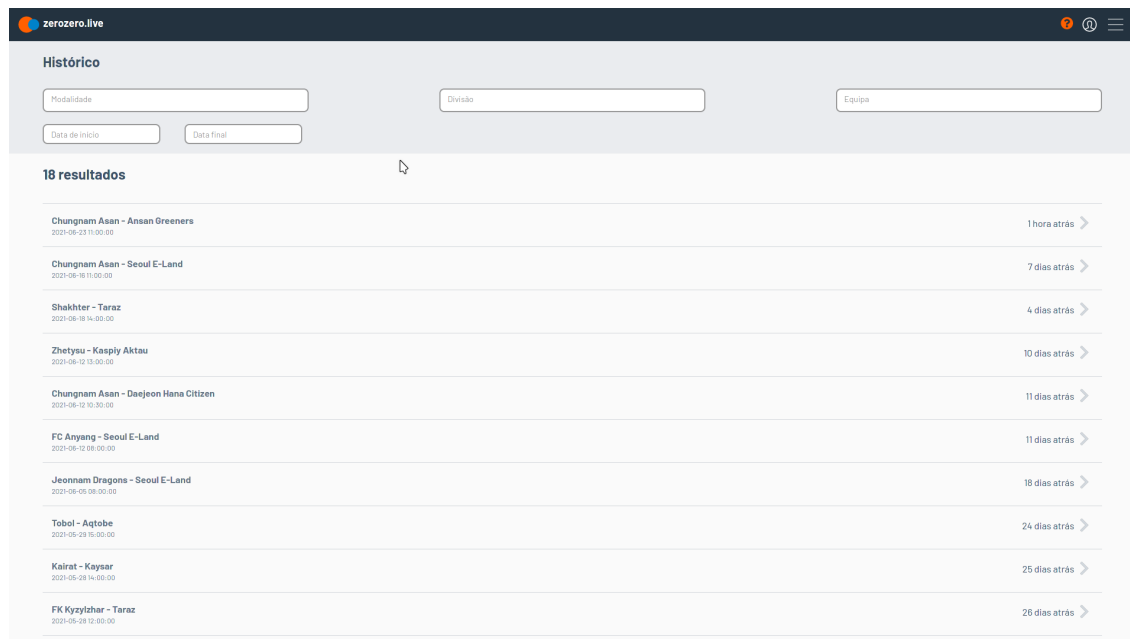 zerozero.live
Histórico
Modalidade
Divisão
Equipa
Data de início
Data final
18 resultados
Chungnam Asan - Ansan Greeners
2021-06-23 11:00:00
1 hora atrás
Chungnam Asan - Seoul E-Land
2021-06-16 11:00:00
7 dias atrás
Shakhter - Taraz
2021-06-18 14:00:00
4 dias atrás
Zhetysu - Kaspiy Aktau
2021-06-12 13:00:00
10 dias atrás
Chungnam Asan - Daejeon Hana Citizen
2021-06-12 10:30:00
11 dias atrás
FC Anyang - Seoul E-Land
2021-06-12 08:00:00
11 dias atrás
Jeonnam Dragons - Seoul E-Land
2021-06-05 08:00:00
18 dias atrás
Tobol - Aqtobe
2021-05-29 15:00:00
24 dias atrás
Kairat - Kaysar
2021-05-28 14:00:00
25 dias atrás
FK Kyzylzhar - Taraz
2021-05-28 12:00:00
26 dias atrás